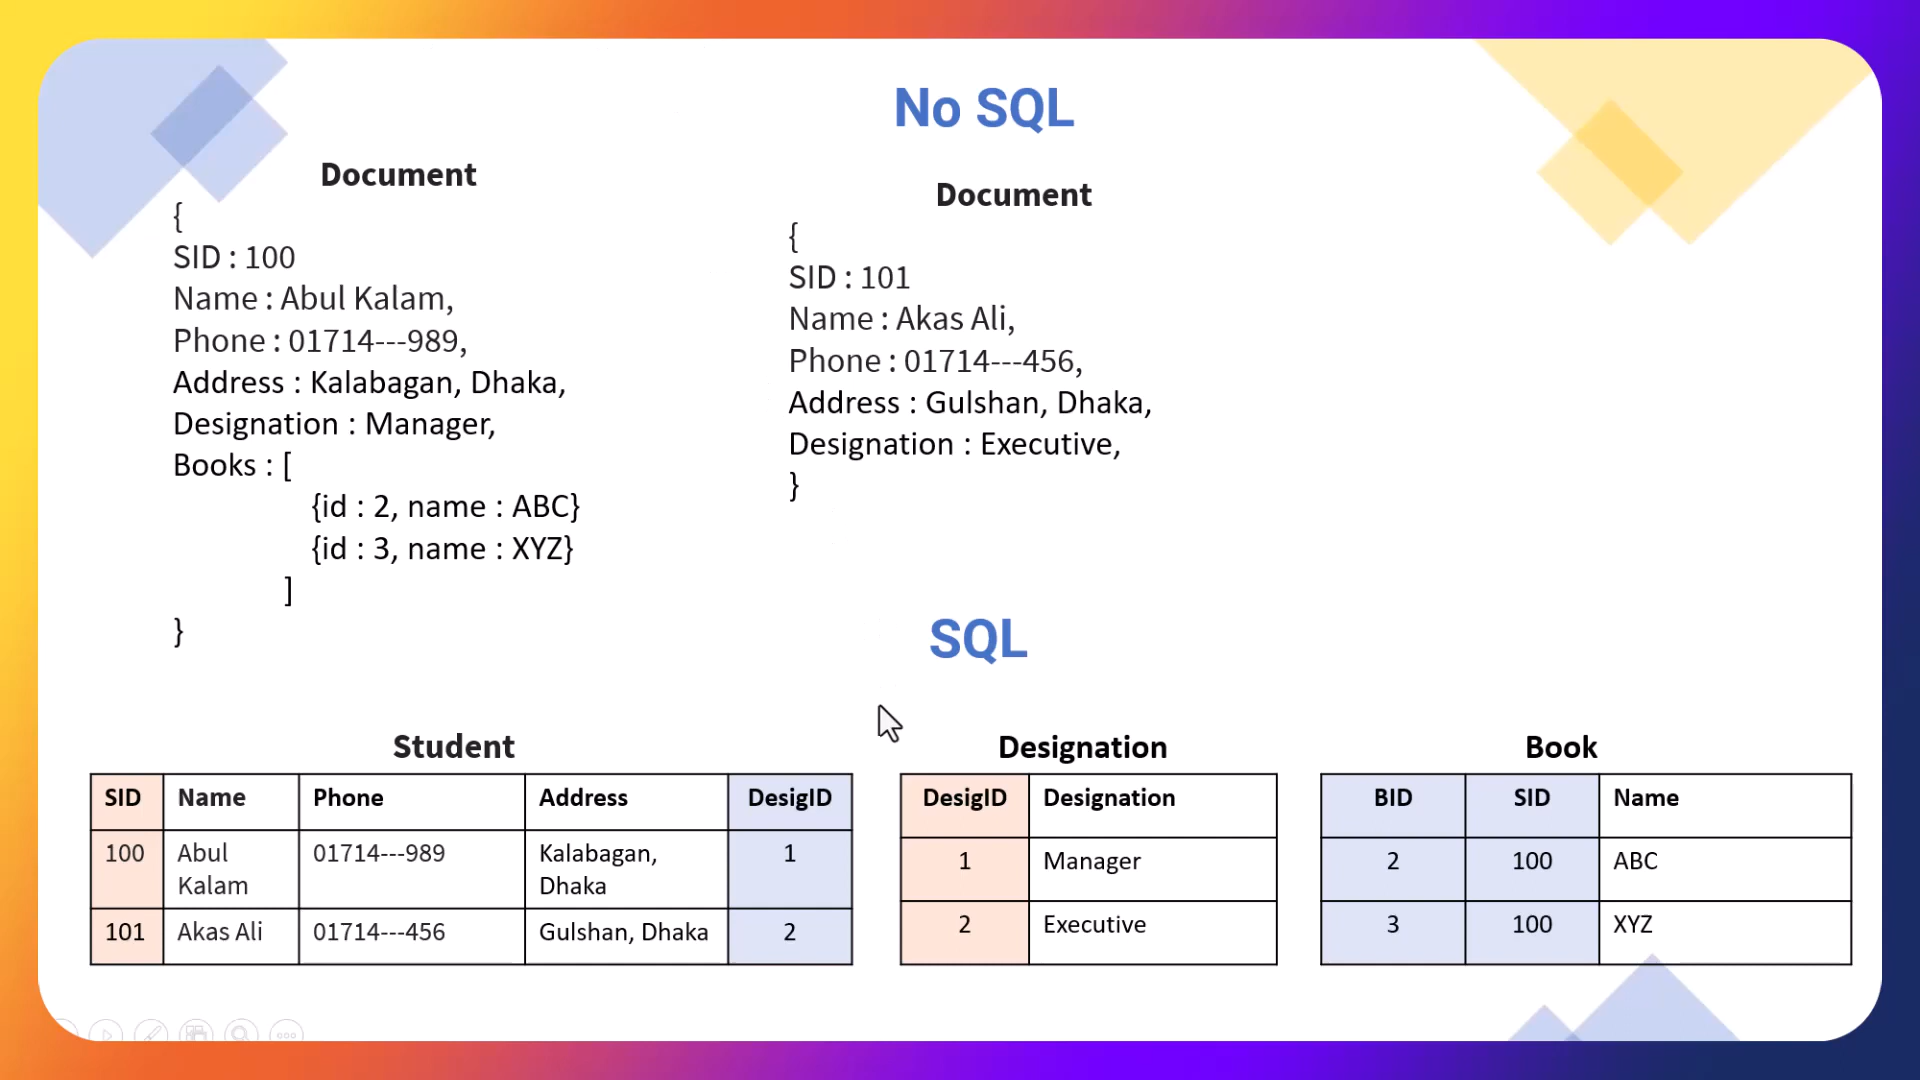 No SQL
Document
{
SID : 100
Name : Abul Kalam,
Phone : 01714---989,
Address : Kalabagan, Dhaka,
Designation : Manager,
Books : [
{id : 2, name : ABC}
{id : 3, name : XYZ}
]
}
Document
{
SID : 101
Name : Akas Ali,
Phone : 01714---456,
Address : Gulshan, Dhaka,
Designation : Executive,
}
SQL
Student
SID Name Phone Address DesigID
100 Abul Kalam 01714---989 Kalabagan, Dhaka 1
101 Akas Ali 01714---456 Gulshan, Dhaka 2
Designation
DesigID Designation
1 Manager
2 Executive
Book
BID SID Name
2 100 ABC
3 100 XYZ